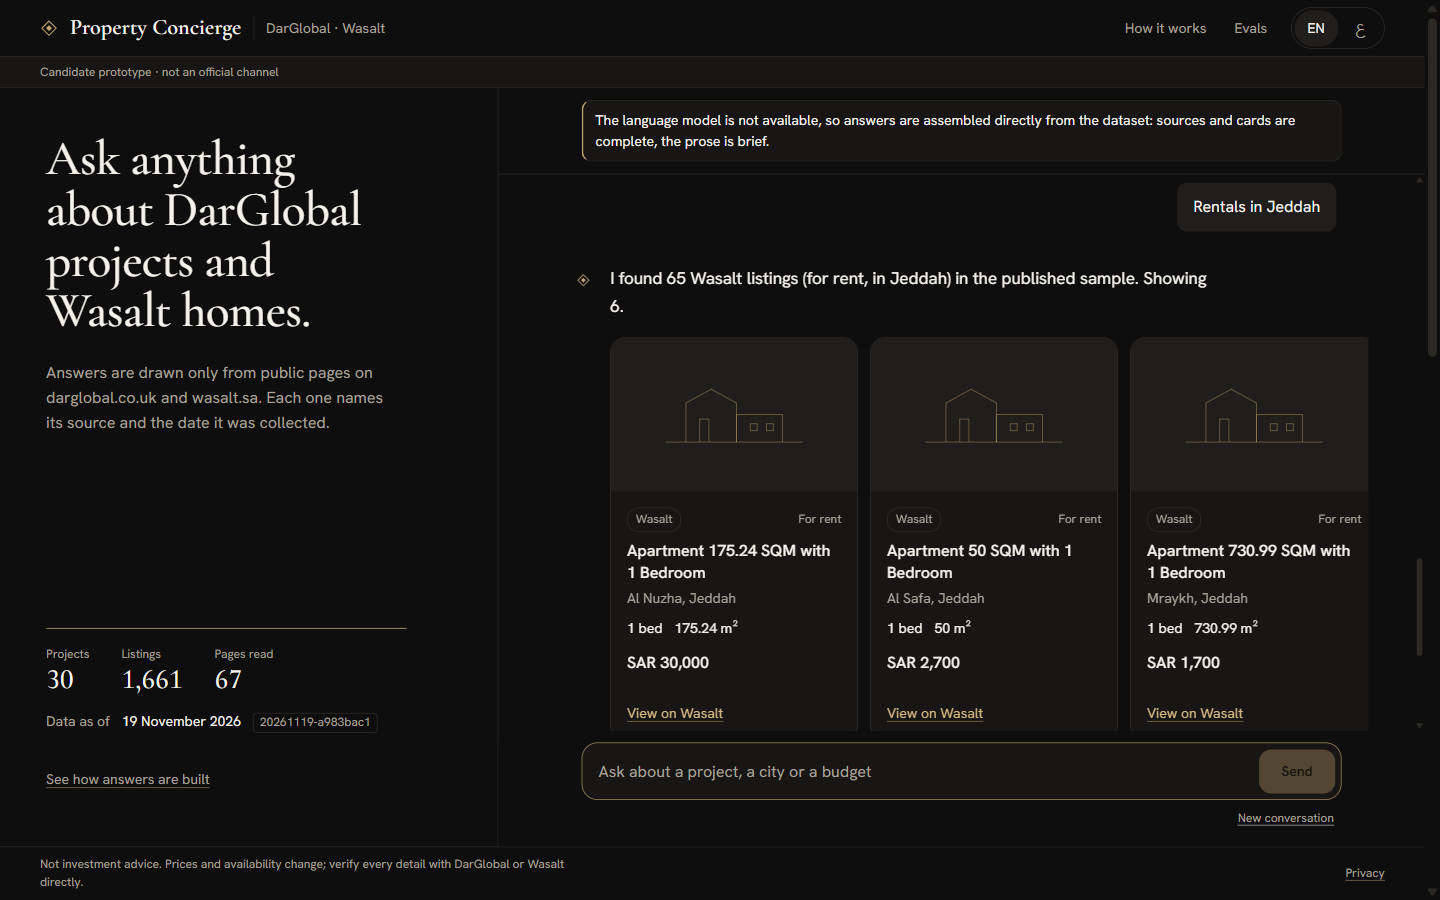 Property Concierge
DarGlobal · Wasalt
How it works
Evals
EN
ع
Candidate prototype · not an official channel
Ask anything
about DarGlobal
projects and
Wasalt homes.
Answers are drawn only from public pages on
darglobal.co.uk and wasalt.sa. Each one names
its source and the date it was collected.
Projects
30
Listings
1,661
Pages read
67
Data as of 19 November 2026 20261119-a983bac1
See how answers are built
The language model is not available, so answers are assembled directly from the dataset: sources and cards are
complete, the prose is brief.
Rentals in Jeddah
I found 65 Wasalt listings (for rent, in Jeddah) in the published sample. Showing
6.
Wasalt
For rent
Apartment 175.24 SQM with
1 Bedroom
Al Nuzha, Jeddah
1 bed 175.24 m²
SAR 30,000
View on Wasalt
Wasalt
For rent
Apartment 50 SQM with 1
Bedroom
Al Safa, Jeddah
1 bed 50 m²
SAR 2,700
View on Wasalt
Wasalt
For rent
Apartment 730.99 SQM with
1 Bedroom
Mraykh, Jeddah
1 bed 730.99 m²
SAR 1,700
View on Wasalt
Ask about a project, a city or a budget
Send
New conversation
Not investment advice. Prices and availability change; verify every detail with DarGlobal or Wasalt
directly.
Privacy